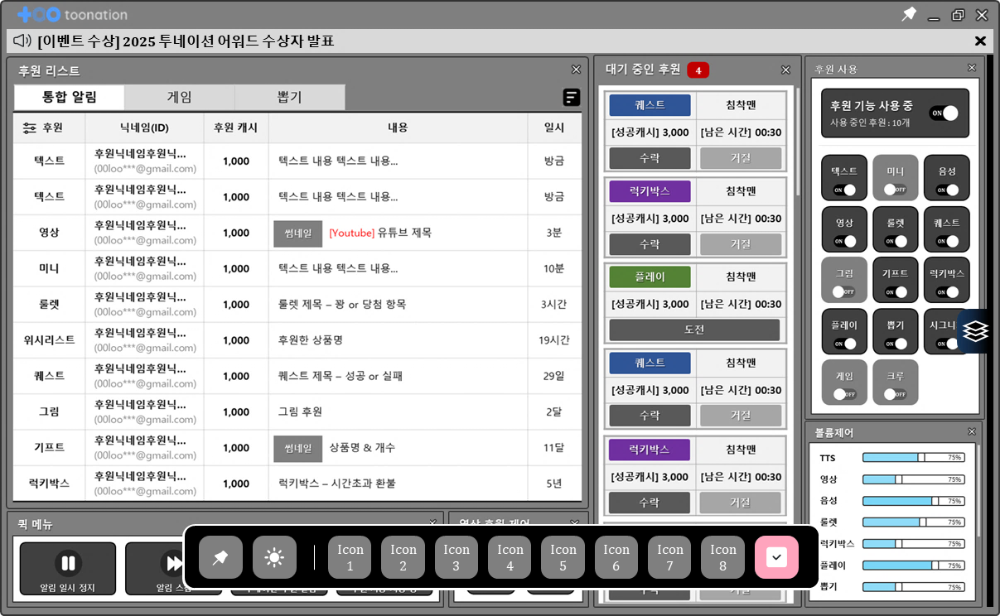 toonation
[이벤트 수상] 2025 투네이션 어워드 수상자 발표
후원 리스트
통합 알림 게임 뽑기
후원 닉네임(ID) 후원 캐시 내용 일시
텍스트 후원닉네임후원닉... (00loo***@gmail.com) 1,000 텍스트 내용 텍스트 내용... 방금
텍스트 후원닉네임후원닉... (00loo***@gmail.com) 1,000 텍스트 내용 텍스트 내용... 방금
영상 후원닉네임후원닉... (00loo***@gmail.com) 1,000 썸네일 [Youtube] 유튜브 제목 3분
미니 후원닉네임후원닉... (00loo***@gmail.com) 1,000 텍스트 내용 텍스트 내용... 10분
룰렛 후원닉네임후원닉... (00loo***@gmail.com) 1,000 룰렛 제목 – 꽝 or 당첨 항목 3시간
위시리스트 후원닉네임후원닉... (00loo***@gmail.com) 1,000 후원한 상품명 19시간
퀘스트 후원닉네임후원닉... (00loo***@gmail.com) 1,000 퀘스트 제목 – 성공 or 실패 29일
그림 후원닉네임후원닉... (00loo***@gmail.com) 1,000 그림 후원 2달
기프트 후원닉네임후원닉... (00loo***@gmail.com) 1,000 썸네일 상품명 & 개수 11달
럭키박스 후원닉네임후원닉... (00loo***@gmail.com) 1,000 럭키박스 – 시간초과 환불 5년
대기 중인 후원 4
퀘스트 침착맨
[성공캐시] 3,000 [남은 시간] 00:30
수락 거절
럭키박스 침착맨
[성공캐시] 3,000 [남은 시간] 00:30
수락 거절
플레이 침착맨
[성공캐시] 3,000 [남은 시간] 00:30
도전
퀘스트 침착맨
[성공캐시] 3,000 [남은 시간] 00:30
수락 거절
럭키박스 침착맨
[성공캐시] 3,000 [남은 시간] 00:30
수락 거절
후원 사용
후원 기능 사용 중 ON
사용 중인 후원 : 10개
텍스트 미니 음성
ON OFF ON
영상 룰렛 퀘스트
ON ON ON
그림 기프트 럭키박스
OFF ON ON
플레이 뽑기 시그니
ON ON ON
게임 크루
OFF OFF
볼륨제어
TTS 75%
영상 75%
음성 75%
룰렛 75%
럭키박스 75%
플레이 75%
뽑기 75%
퀵 메뉴
영상 후원 제어
알림 일시 정지
알림 스킵
Icon 1
Icon 2
Icon 3
Icon 4
Icon 5
Icon 6
Icon 7
Icon 8